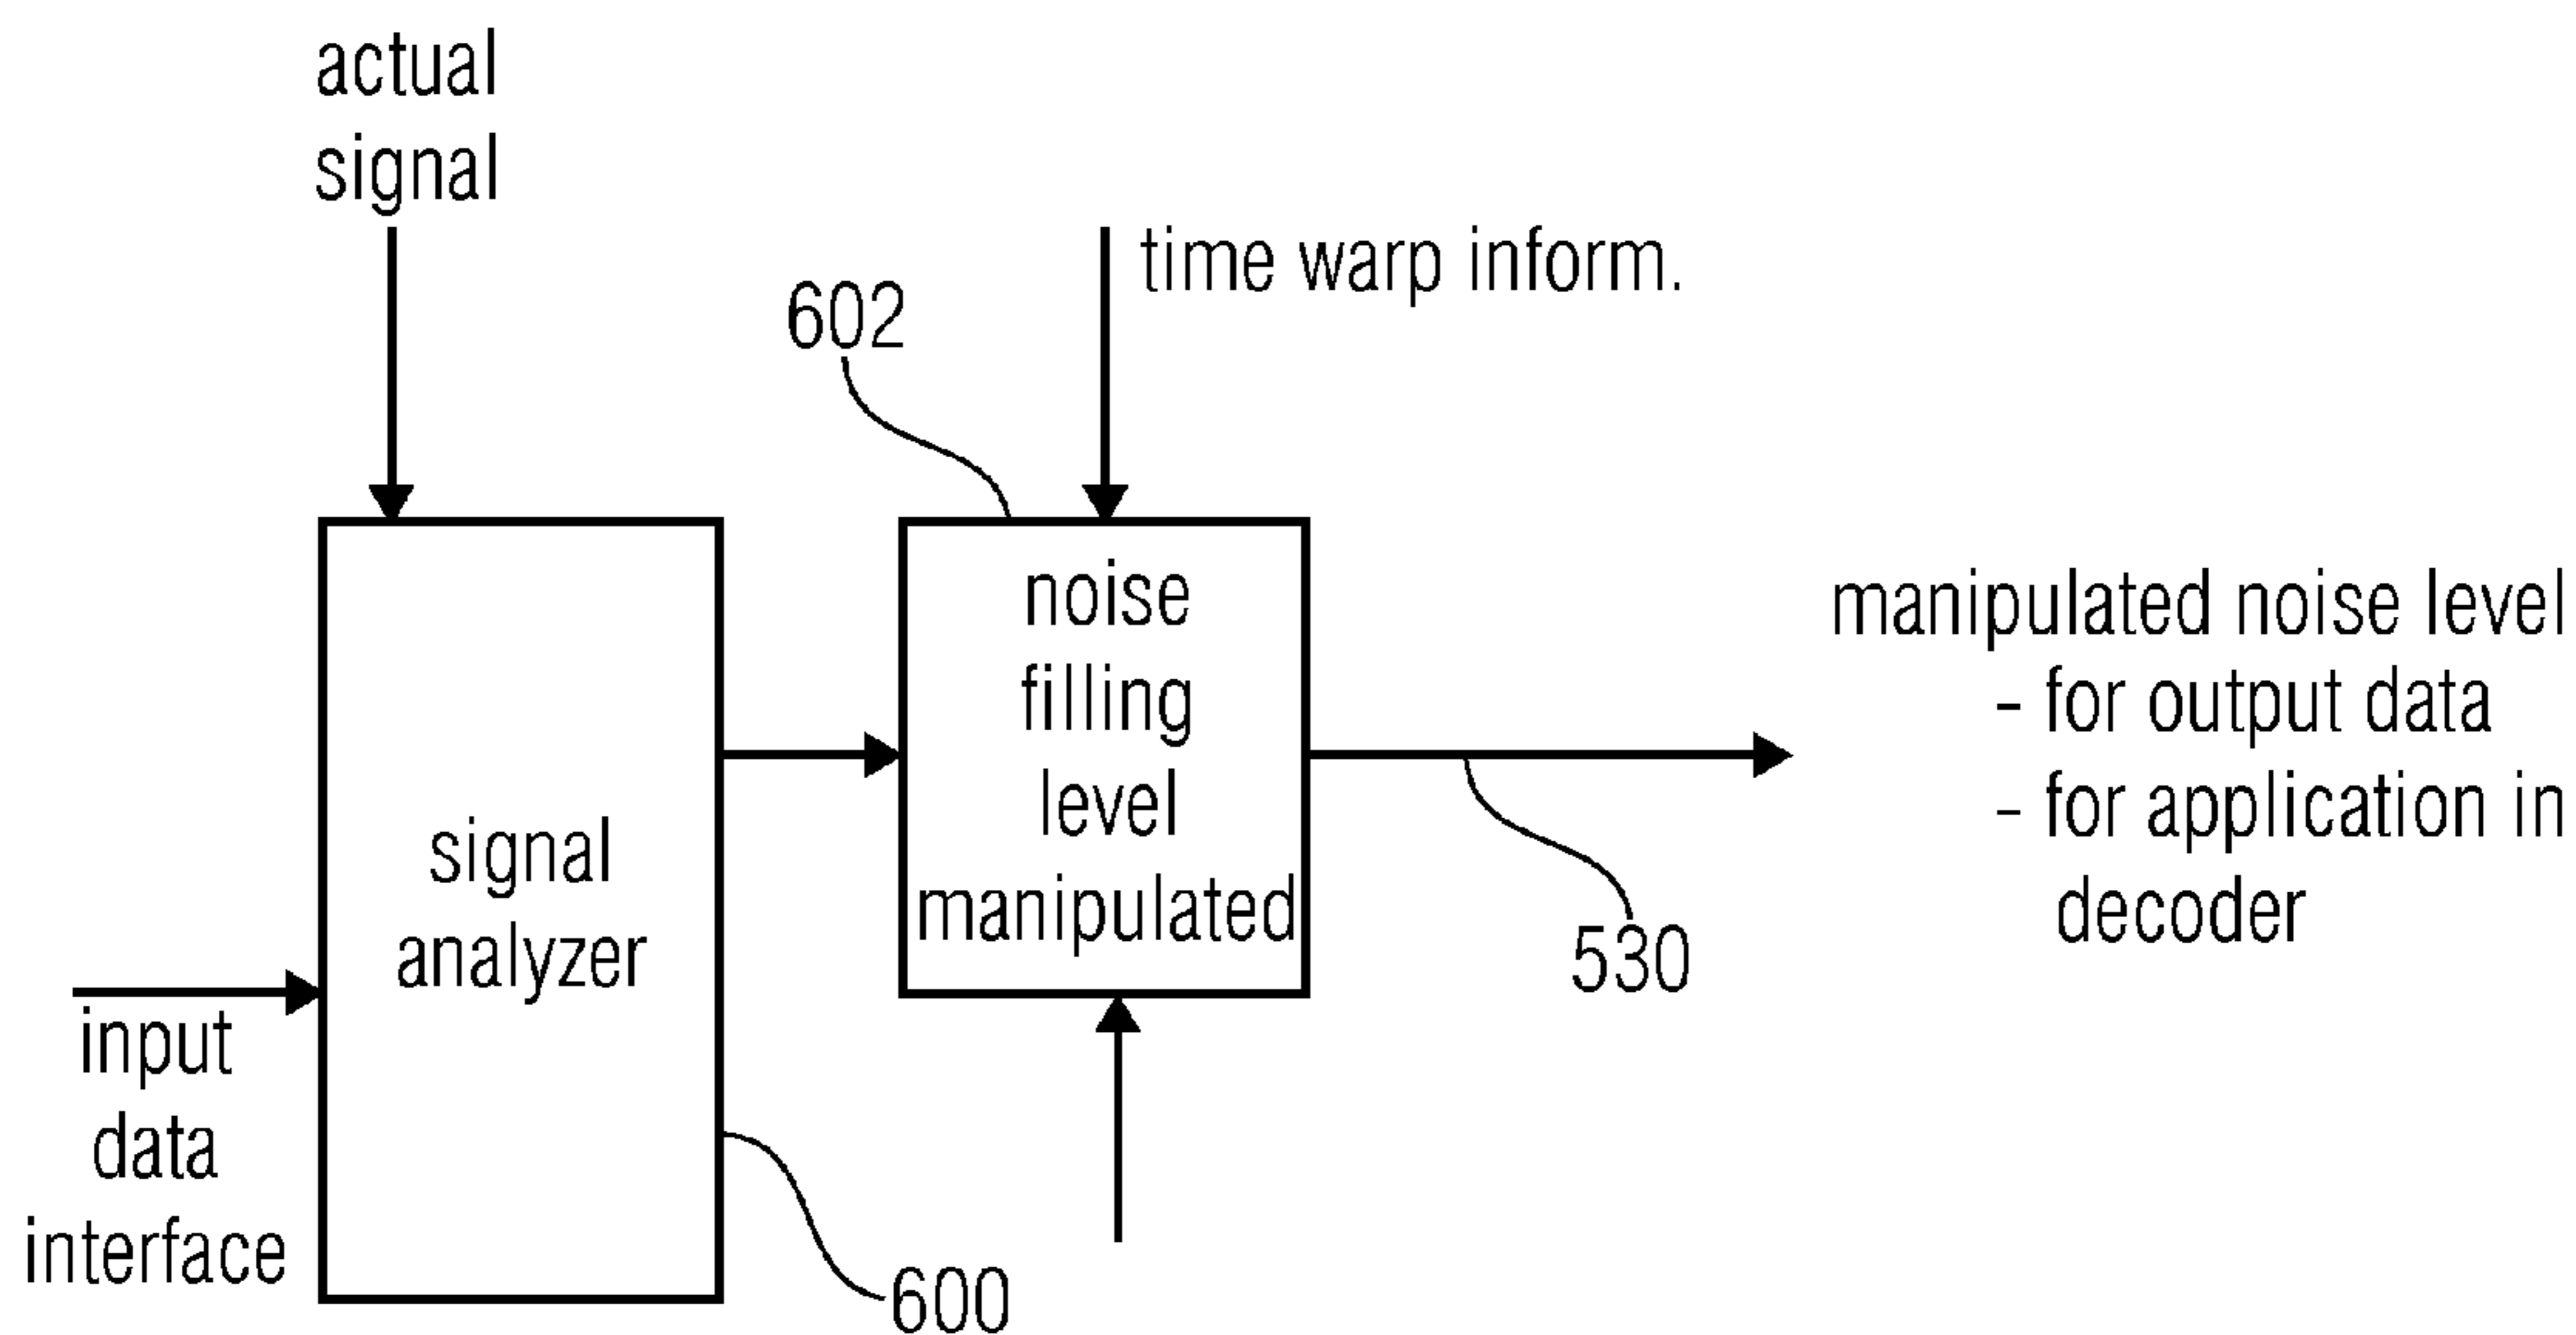 actual
signal
time warp inform.
602
noise
filling
level
manipulated
manipulated noise level
- for output data
- for application in
decoder
signal
analyzer
530
input
data
interface
600